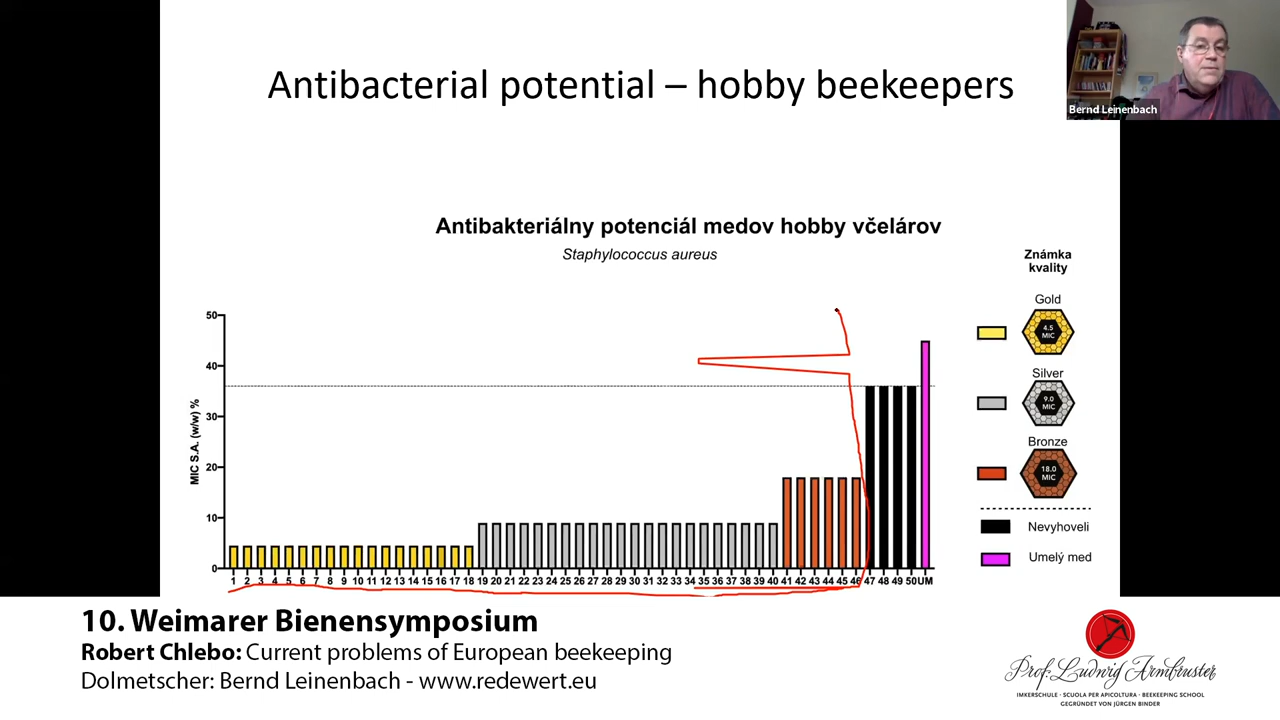 Antibacterial potential – hobby beekeepers
Bernd Leinenbach
Antibakteriálny potenciál medov hobby včelárov
Staphylococcus aureus
Známka
kvality
Gold
4.5
MIC
Silver
9.0
MIC
Bronze
18.0
MIC
Nevyhoveli
Umelý med
MIC S.A. (w/w) %
50
40
30
20
10
0
1 2 3 4 5 6 7 8 9 10 11 12 13 14 15 16 17 18 19 20 21 22 23 24 25 26 27 28 29 30 31 32 33 34 35 36 37 38 39 40 41 42 43 44 45 46 47 48 49 50 UM
10. Weimarer Bienensymposium
Robert Chlebo: Current problems of European beekeeping
Dolmetscher: Bernd Leinenbach - www.redewert.eu
Prof. Ludwig Armbruster
IMKERSCHULE · SCUOLA PER APICOLTURA · BEEKEEPING SCHOOL
GEGRÜNDET VON JÜRGEN BINDER